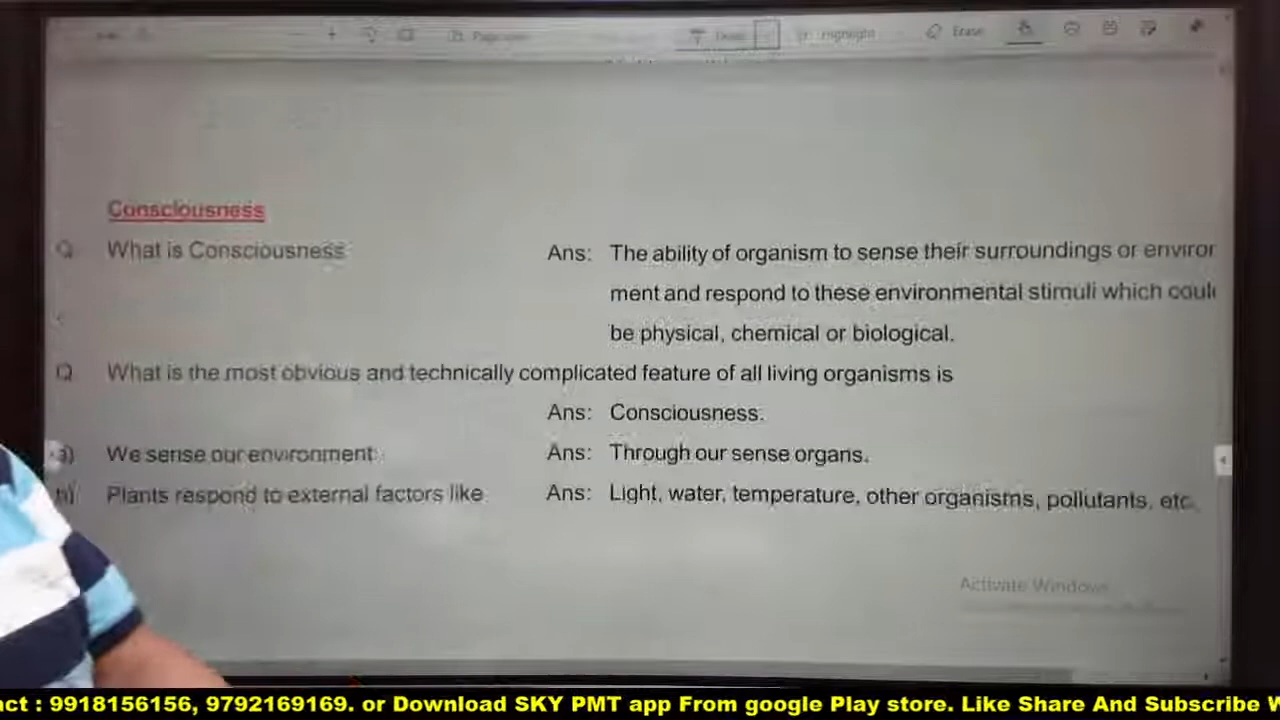 Erase
Consciousness
Q What is Consciousness Ans: The ability of organism to sense their surroundings or environ
ment and respond to these environmental stimuli which could
be physical, chemical or biological.
Q What is the most obvious and technically complicated feature of all living organisms is
Ans: Consciousness.
a) We sense our environment Ans: Through our sense organs.
b) Plants respond to external factors like Ans: Light, water, temperature, other organisms, pollutants, etc.
Activate Windows
act : 9918156156, 9792169169. or Download SKY PMT app From google Play store. Like Share And Subscribe W